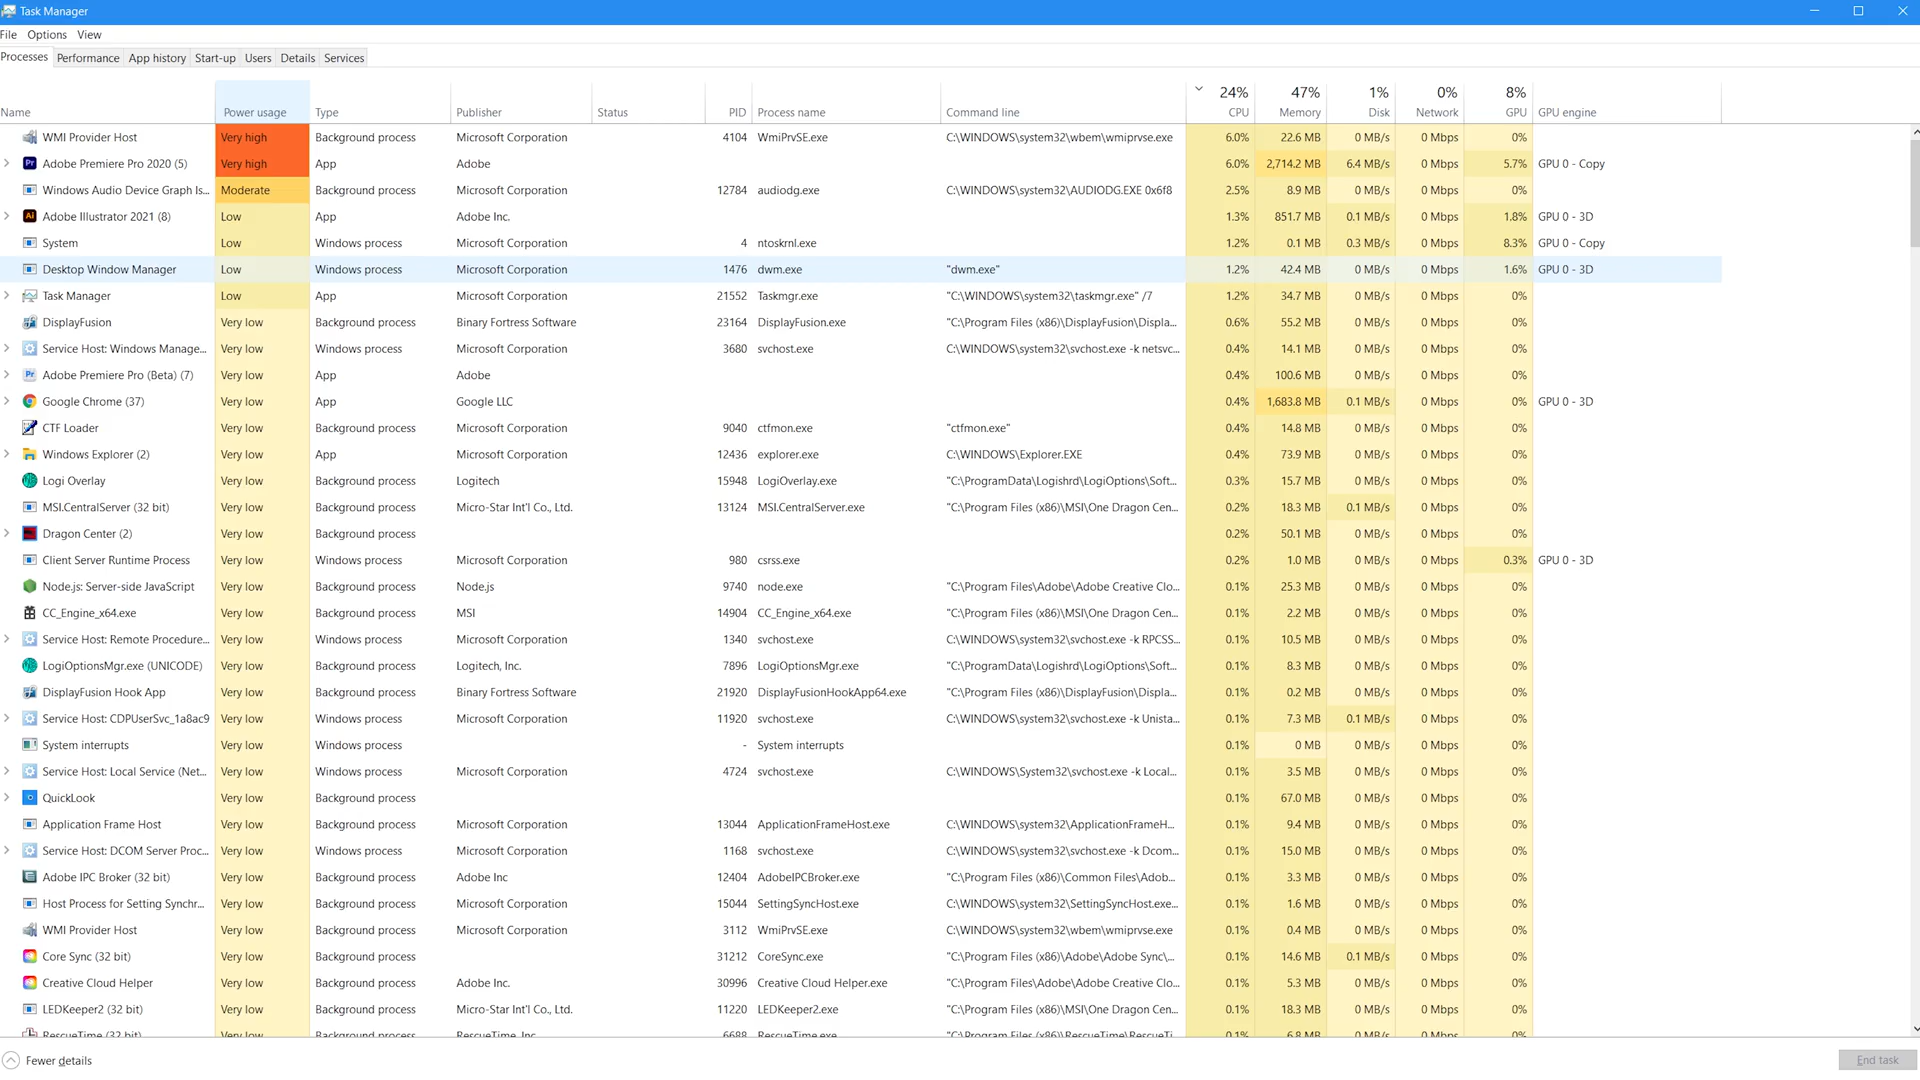 Task Manager
File Options View
Processes Performance App history Start-up Users Details Services
24% 47% 1% 0% 8%
Name Power usage Type Publisher Status PID Process name Command line CPU Memory Disk Network GPU GPU engine
WMI Provider Host Very high Background process Microsoft Corporation 4104 WmiPrvSE.exe C:\WINDOWS\system32\wbem\wmiprvse.exe 6.0% 22.6 MB 0 MB/s 0 Mbps 0%
Adobe Premiere Pro 2020 (5) Very high App Adobe 6.0% 2,714.2 MB 6.4 MB/s 0 Mbps 5.7% GPU 0 - Copy
Windows Audio Device Graph Is... Moderate Background process Microsoft Corporation 12784 audiodg.exe C:\WINDOWS\system32\AUDIODG.EXE 0x6f8 2.5% 8.9 MB 0 MB/s 0 Mbps 0%
Adobe Illustrator 2021 (8) Low App Adobe Inc. 1.3% 851.7 MB 0.1 MB/s 0 Mbps 1.8% GPU 0 - 3D
System Low Windows process Microsoft Corporation 4 ntoskrnl.exe 1.2% 0.1 MB 0.3 MB/s 0 Mbps 8.3% GPU 0 - Copy
Desktop Window Manager Low Windows process Microsoft Corporation 1476 dwm.exe "dwm.exe" 1.2% 42.4 MB 0 MB/s 0 Mbps 1.6% GPU 0 - 3D
Task Manager Low App Microsoft Corporation 21552 Taskmgr.exe "C:\WINDOWS\system32\taskmgr.exe" /7 1.2% 34.7 MB 0 MB/s 0 Mbps 0%
DisplayFusion Very low Background process Binary Fortress Software 23164 DisplayFusion.exe "C:\Program Files (x86)\DisplayFusion\Displa... 0.6% 55.2 MB 0 MB/s 0 Mbps 0%
Service Host: Windows Manage... Very low Windows process Microsoft Corporation 3680 svchost.exe C:\WINDOWS\system32\svchost.exe -k netsvc... 0.4% 14.1 MB 0 MB/s 0 Mbps 0%
Adobe Premiere Pro (Beta) (7) Very low App Adobe 0.4% 100.6 MB 0 MB/s 0 Mbps 0%
Google Chrome (37) Very low App Google LLC 0.4% 1,683.8 MB 0.1 MB/s 0 Mbps 0% GPU 0 - 3D
CTF Loader Very low Background process Microsoft Corporation 9040 ctfmon.exe "ctfmon.exe" 0.4% 14.8 MB 0 MB/s 0 Mbps 0%
Windows Explorer (2) Very low App Microsoft Corporation 12436 explorer.exe C:\WINDOWS\Explorer.EXE 0.4% 73.9 MB 0 MB/s 0 Mbps 0%
Logi Overlay Very low Background process Logitech 15948 LogiOverlay.exe "C:\ProgramData\Logishrd\LogiOptions\Soft... 0.3% 15.7 MB 0 MB/s 0 Mbps 0%
MSI.CentralServer (32 bit) Very low Background process Micro-Star Int'l Co., Ltd. 13124 MSI.CentralServer.exe "C:\Program Files (x86)\MSI\One Dragon Cen... 0.2% 18.3 MB 0.1 MB/s 0 Mbps 0%
Dragon Center (2) Very low Background process 0.2% 50.1 MB 0 MB/s 0 Mbps 0%
Client Server Runtime Process Very low Windows process Microsoft Corporation 980 csrss.exe 0.2% 1.0 MB 0 MB/s 0 Mbps 0.3% GPU 0 - 3D
Node.js: Server-side JavaScript Very low Background process Node.js 9740 node.exe "C:\Program Files\Adobe\Adobe Creative Clo... 0.1% 25.3 MB 0 MB/s 0 Mbps 0%
CC_Engine_x64.exe Very low Background process MSI 14904 CC_Engine_x64.exe "C:\Program Files (x86)\MSI\One Dragon Cen... 0.1% 2.2 MB 0 MB/s 0 Mbps 0%
Service Host: Remote Procedure... Very low Windows process Microsoft Corporation 1340 svchost.exe C:\WINDOWS\system32\svchost.exe -k RPCSS... 0.1% 10.5 MB 0 MB/s 0 Mbps 0%
LogiOptionsMgr.exe (UNICODE) Very low Background process Logitech, Inc. 7896 LogiOptionsMgr.exe "C:\ProgramData\Logishrd\LogiOptions\Soft... 0.1% 8.3 MB 0 MB/s 0 Mbps 0%
DisplayFusion Hook App Very low Background process Binary Fortress Software 21920 DisplayFusionHookApp64.exe "C:\Program Files (x86)\DisplayFusion\Displa... 0.1% 0.2 MB 0 MB/s 0 Mbps 0%
Service Host: CDPUserSvc_1a8ac9 Very low Windows process Microsoft Corporation 11920 svchost.exe C:\WINDOWS\system32\svchost.exe -k Unista... 0.1% 7.3 MB 0.1 MB/s 0 Mbps 0%
System interrupts Very low Windows process - System interrupts 0.1% 0 MB 0 MB/s 0 Mbps 0%
Service Host: Local Service (Net... Very low Windows process Microsoft Corporation 4724 svchost.exe C:\WINDOWS\System32\svchost.exe -k Local... 0.1% 3.5 MB 0 MB/s 0 Mbps 0%
QuickLook Very low Background process 0.1% 67.0 MB 0 MB/s 0 Mbps 0%
Application Frame Host Very low Background process Microsoft Corporation 13044 ApplicationFrameHost.exe C:\WINDOWS\system32\ApplicationFrameH... 0.1% 9.4 MB 0 MB/s 0 Mbps 0%
Service Host: DCOM Server Proc... Very low Windows process Microsoft Corporation 1168 svchost.exe C:\WINDOWS\system32\svchost.exe -k Dcom... 0.1% 15.0 MB 0 MB/s 0 Mbps 0%
Adobe IPC Broker (32 bit) Very low Background process Adobe Inc 12404 AdobeIPCBroker.exe "C:\Program Files (x86)\Common Files\Adob... 0.1% 3.3 MB 0 MB/s 0 Mbps 0%
Host Process for Setting Synchr... Very low Background process Microsoft Corporation 15044 SettingSyncHost.exe C:\WINDOWS\system32\SettingSyncHost.exe... 0.1% 1.6 MB 0 MB/s 0 Mbps 0%
WMI Provider Host Very low Background process Microsoft Corporation 3112 WmiPrvSE.exe C:\WINDOWS\system32\wbem\wmiprvse.exe 0.1% 0.4 MB 0 MB/s 0 Mbps 0%
Core Sync (32 bit) Very low Background process 31212 CoreSync.exe "C:\Program Files (x86)\Adobe\Adobe Sync\... 0.1% 14.6 MB 0.1 MB/s 0 Mbps 0%
Creative Cloud Helper Very low Background process Adobe Inc. 30996 Creative Cloud Helper.exe "C:\Program Files\Adobe\Adobe Creative Clo... 0.1% 5.3 MB 0 MB/s 0 Mbps 0%
LEDKeeper2 (32 bit) Very low Background process Micro-Star Int'l Co., Ltd. 11220 LEDKeeper2.exe "C:\Program Files (x86)\MSI\One Dragon Cen... 0.1% 18.3 MB 0 MB/s 0 Mbps 0%
RescueTime (32 bit) Very low Background process RescueTime, Inc. 6688 RescueTime.exe "C:\Program Files (x86)\RescueTime\RescueTi... 0.1% 6.8 MB 0 MB/s 0 Mbps 0%
Fewer details End task